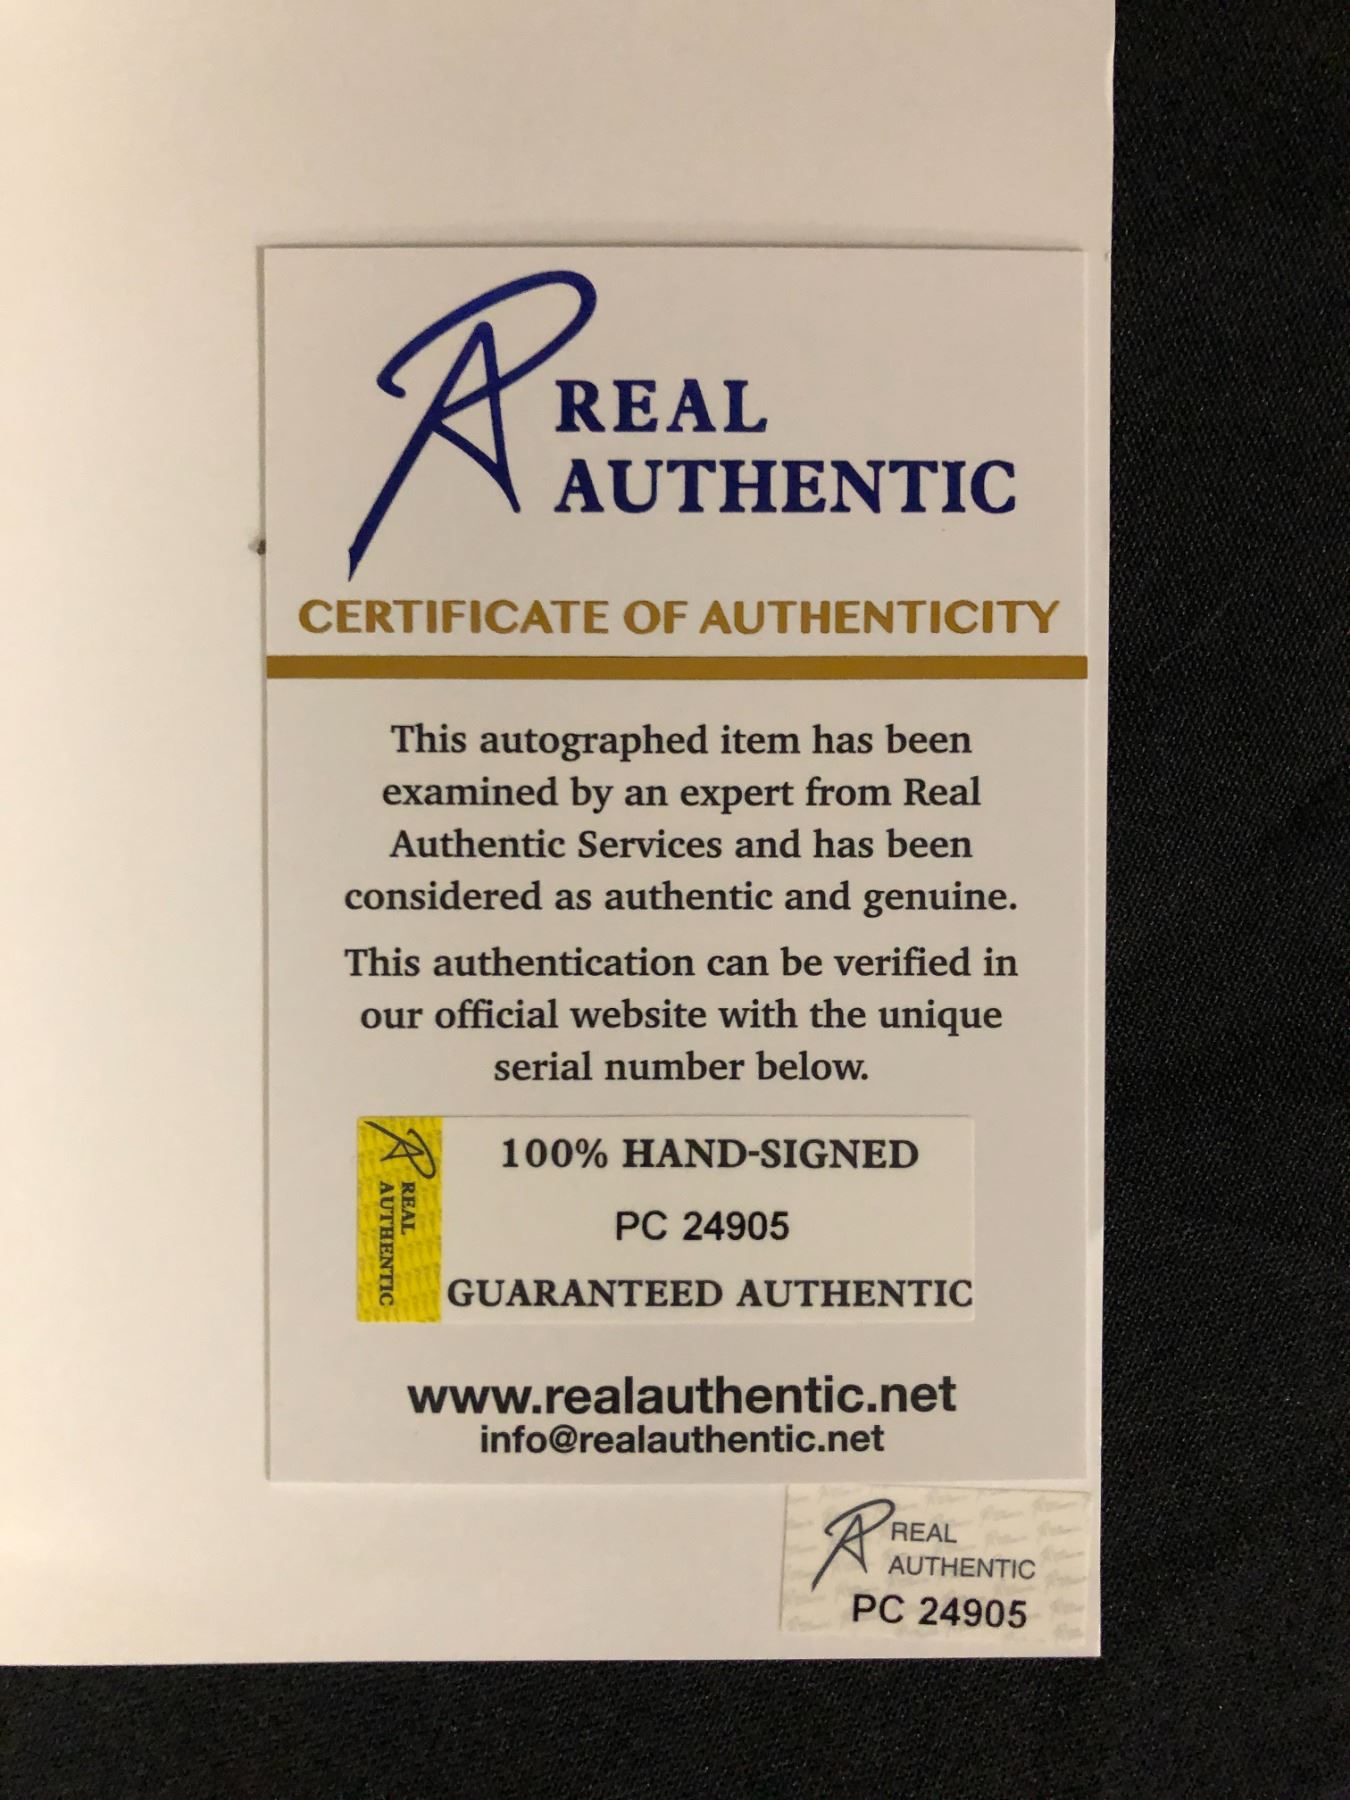 REAL
AUTHENTIC
CERTIFICATE OF AUTHENTICITY
This autographed item has been
examined by an expert from Real
Authentic Services and has been
considered as authentic and genuine.
This authentication can be verified in
our official website with the unique
serial number below.
REAL
AUTHENTIC
100% HAND-SIGNED
PC 24905
GUARANTEED AUTHENTIC
www.realauthentic.net
info@realauthentic.net
REAL
AUTHENTIC
PC 24905